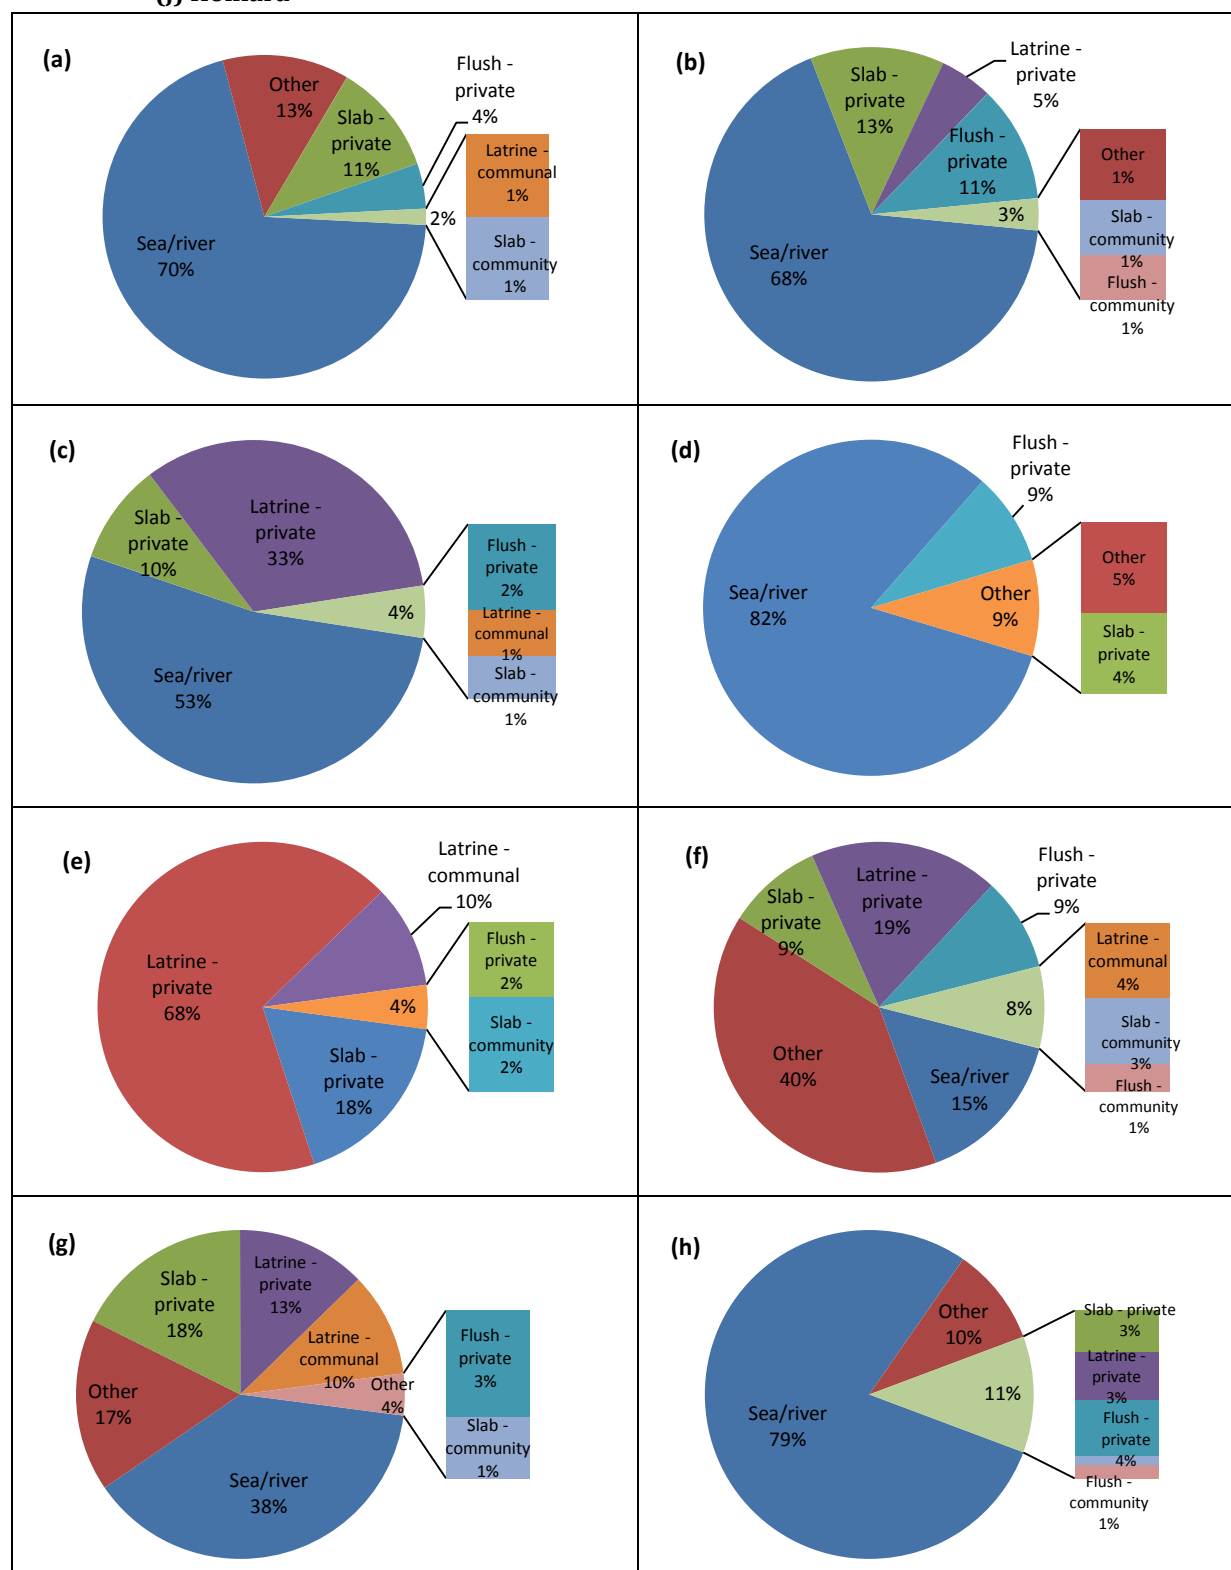 (a)
Other
13%
Slab -
private
11%
Flush -
private
4%
Latrine -
communal
1%
2%
Slab -
community
1%
Sea/river
70%
(b)
Slab -
private
13%
Latrine -
private
5%
Flush -
private
11%
Other
1%
3%
Slab -
community
1%
Flush -
community
1%
Sea/river
68%
(c)
Slab -
private
10%
Latrine -
private
33%
Flush -
private
2%
4%
Latrine -
communal
1%
Slab -
community
1%
Sea/river
53%
(d)
Flush -
private
9%
Sea/river
82%
Other
9%
Other
5%
Slab -
private
4%
(e)
Latrine -
communal
10%
Latrine -
private
68%
Flush -
private
2%
4%
Slab -
community
2%
Slab -
private
18%
(f)
Slab -
private
9%
Latrine -
private
19%
Flush -
private
9%
Latrine -
communal
4%
8%
Slab -
community
3%
Flush -
community
1%
Other
40%
Sea/river
15%
(g)
Slab -
private
18%
Latrine -
private
13%
Latrine -
communal
10%
Other
4%
Flush -
private
3%
Slab -
community
1%
Other
17%
Sea/river
38%
(h)
Other
10%
Slab - private
3%
Latrine -
private
3%
11%
Flush -
private
4%
Flush -
community
1%
Sea/river
79%